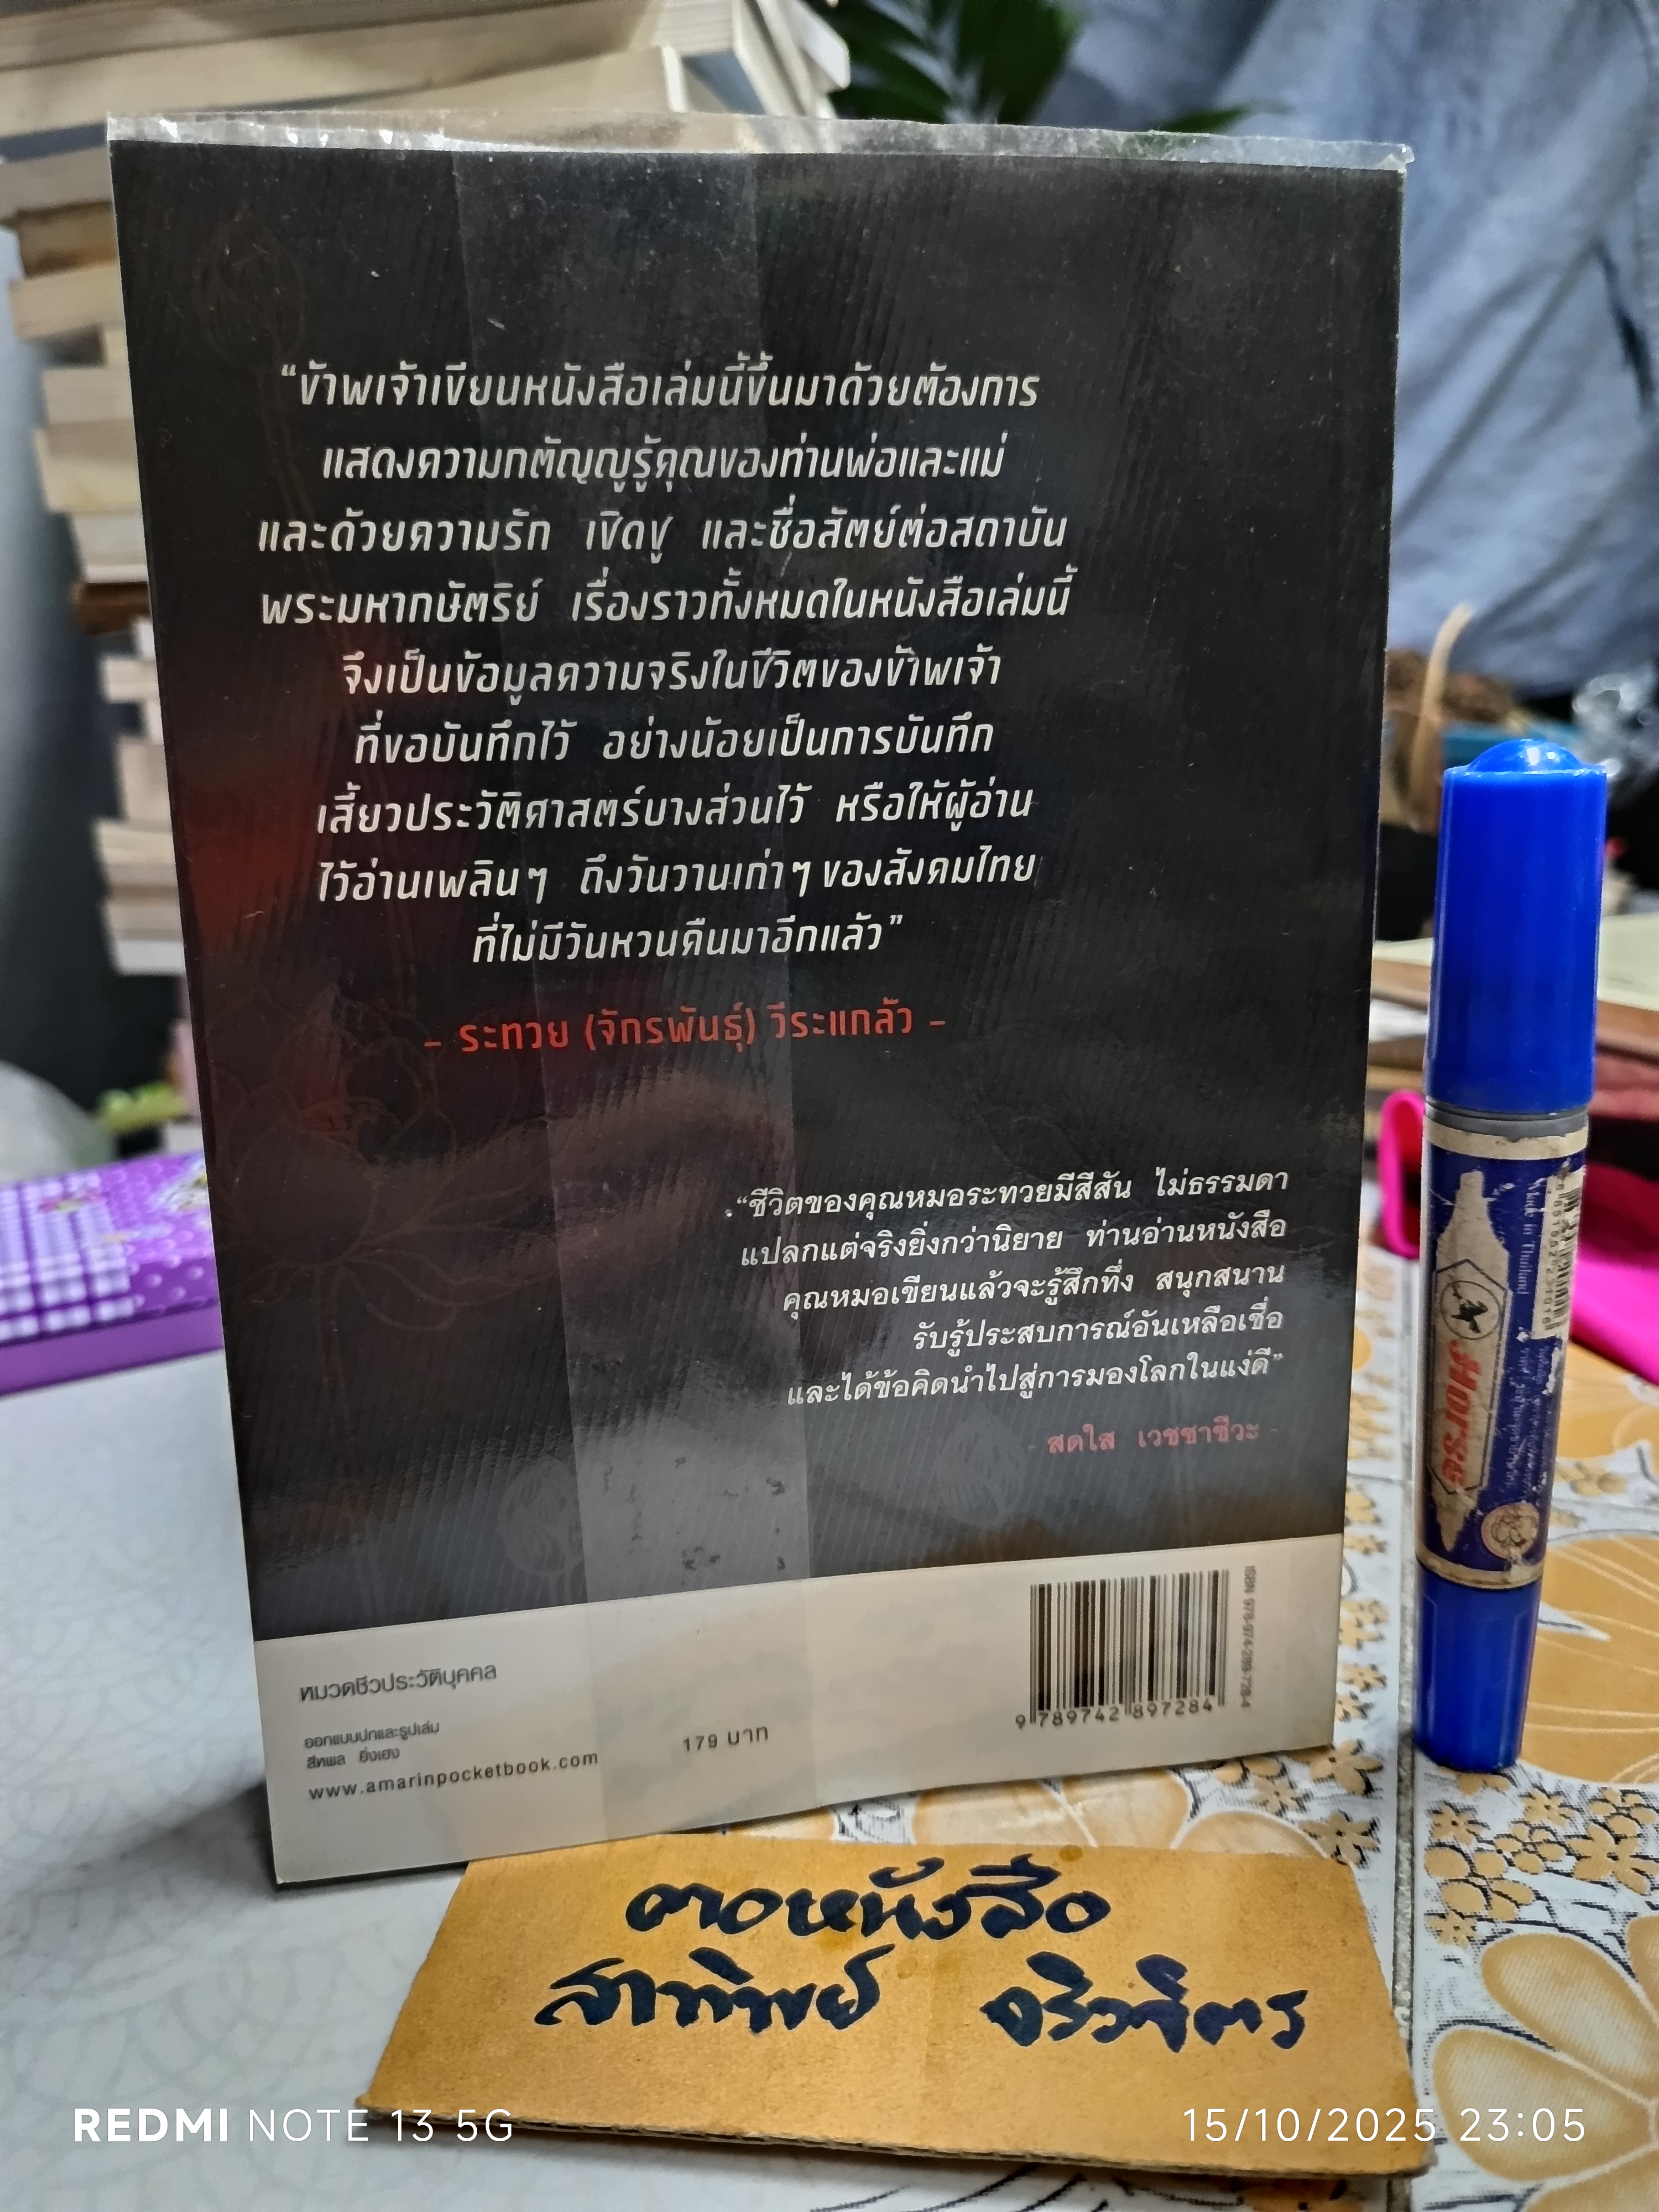 “ข้าพเจ้าเขียนหนังสือเล่มนี้ขึ้นมาด้วยต้องการ
แสดงความกตัญญูรู้คุณของท่านพ่อและแม่
และด้วยความรัก เชิดชู และซื่อสัตย์ต่อสถาบัน
พระมหากษัตริย์ เรื่องราวทั้งหมดในหนังสือเล่มนี้
จึงเป็นข้อมูลความจริงในชีวิตของข้าพเจ้า
ที่ขอบันทึกไว้ อย่างน้อยเป็นการบันทึก
เสี้ยวประวัติศาสตร์บางส่วนไว้ หรือให้ผู้อ่าน
ไว้อ่านเพลินๆ ถึงวันวานเก่าๆ ของสังคมไทย
ที่ไม่มีวันหวนคืนมาอีกแล้ว”
– ระทวย (จักรพันธุ์) วีระแกล้ว –
“ชีวิตของคุณหมอระทวยมีสีสัน ไม่ธรรมดา
แปลกแต่จริงยิ่งกว่านิยาย ท่านอ่านหนังสือ
คุณหมอเขียนแล้วจะรู้สึกทึ่ง สนุกสนาน
รับรู้ประสบการณ์อันเหลือเชื่อ
และได้ข้อคิดนำไปสู่การมองโลกในแง่ดี”
- สดใส เวชชาชีวะ -
หมวดชีวประวัติบุคคล
ออกแบบปกและรูปเล่ม
สีหพล ยิ่งเฮง
www.amarinpocketbook.com
179 บาท
ISBN 978-974-289-728-4
9 789742 897284
Horse
Made in Thailand
ศาลหนังสือ
สาทิพย์
REDMI NOTE 13 5G
15/10/2025 23:05